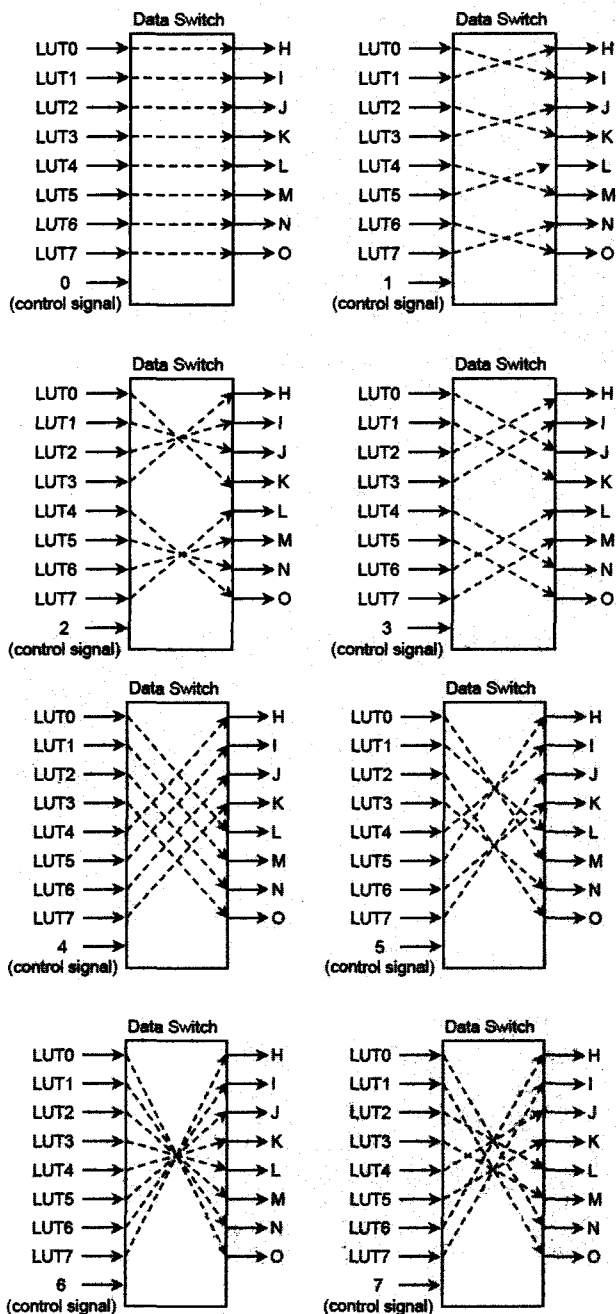 Data Switch
LUT0 H
LUT1 I
LUT2 J
LUT3 K
LUT4 L
LUT5 M
LUT6 N
LUT7 O
0
(control signal)
Data Switch
LUT0 H
LUT1 I
LUT2 J
LUT3 K
LUT4 L
LUT5 M
LUT6 N
LUT7 O
1
(control signal)
Data Switch
LUT0 H
LUT1 I
LUT2 J
LUT3 K
LUT4 L
LUT5 M
LUT6 N
LUT7 O
2
(control signal)
Data Switch
LUT0 H
LUT1 I
LUT2 J
LUT3 K
LUT4 L
LUT5 M
LUT6 N
LUT7 O
3
(control signal)
Data Switch
LUT0 H
LUT1 I
LUT2 J
LUT3 K
LUT4 L
LUT5 M
LUT6 N
LUT7 O
4
(control signal)
Data Switch
LUT0 H
LUT1 I
LUT2 J
LUT3 K
LUT4 L
LUT5 M
LUT6 N
LUT7 O
5
(control signal)
Data Switch
LUT0 H
LUT1 I
LUT2 J
LUT3 K
LUT4 L
LUT5 M
LUT6 N
LUT7 O
6
(control signal)
Data Switch
LUT0 H
LUT1 I
LUT2 J
LUT3 K
LUT4 L
LUT5 M
LUT6 N
LUT7 O
7
(control signal)